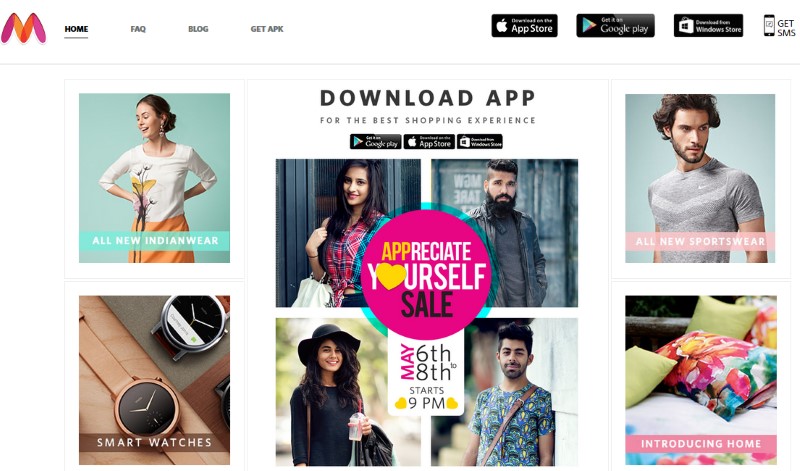 HOME
FAQ
BLOG
GET APK
Download on the
App Store
Get it on
Google play
Download from
Windows Store
GET
SMS
DOWNLOAD APP
FOR THE BEST SHOPPING EXPERIENCE
Get it on
Google play
Download on the
App Store
Download from
Windows Store
ALL NEW INDIANWEAR
APPRECIATE
YOURSELF
SALE
MAY 6th
to
8th
STARTS
9 PM
ALL NEW SPORTSWEAR
SMART WATCHES
INTRODUCING HOME